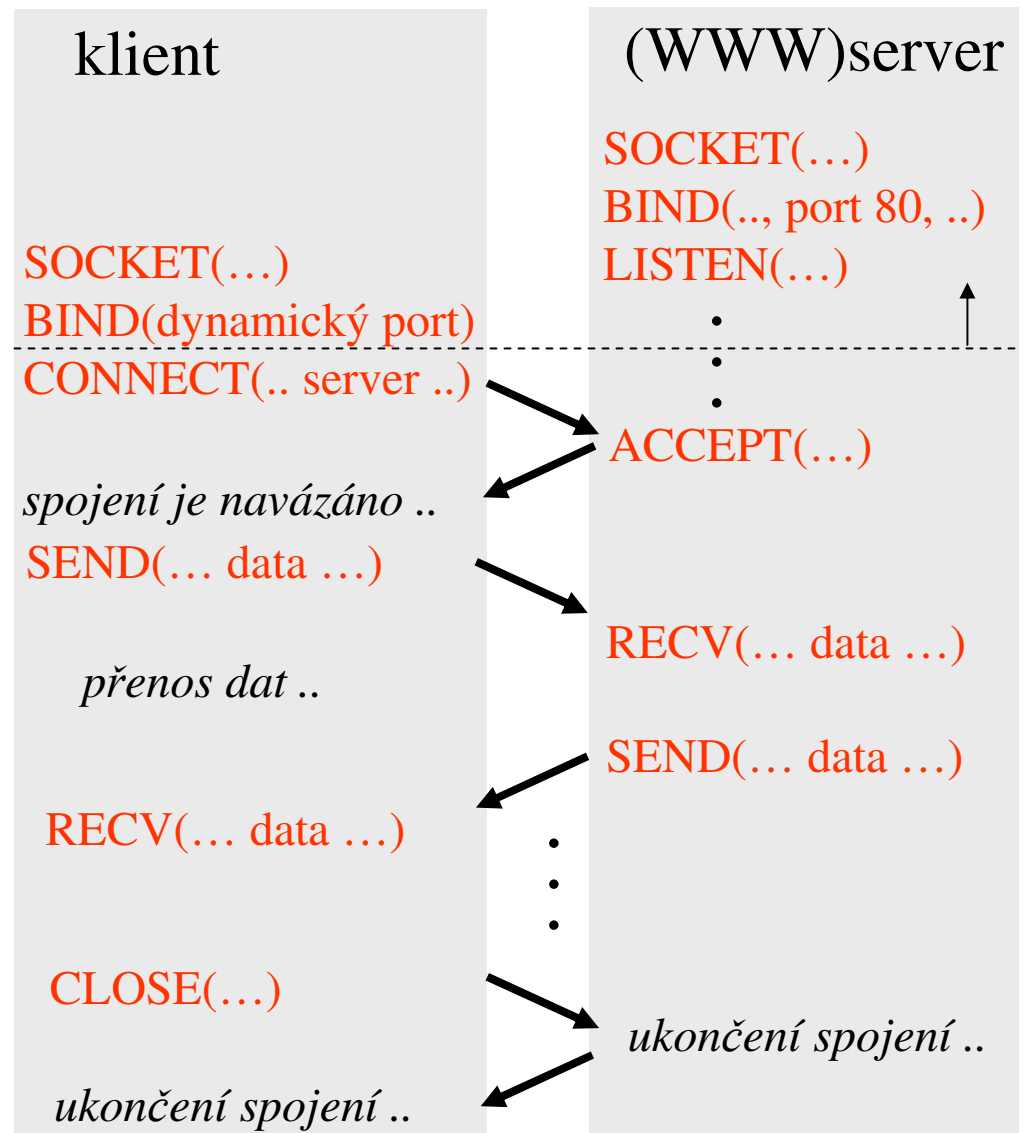 klient
SOCKET(…)
BIND(dynamický port)
CONNECT(.. server ..)
spojení je navázáno ..
SEND(… data …)
přenos dat ..
RECV(… data …)
CLOSE(…)
ukončení spojení ..
(WWW)server
SOCKET(…)
BIND(.., port 80, ..)
LISTEN(…)
ACCEPT(…)
RECV(… data …)
SEND(… data …)
ukončení spojení ..